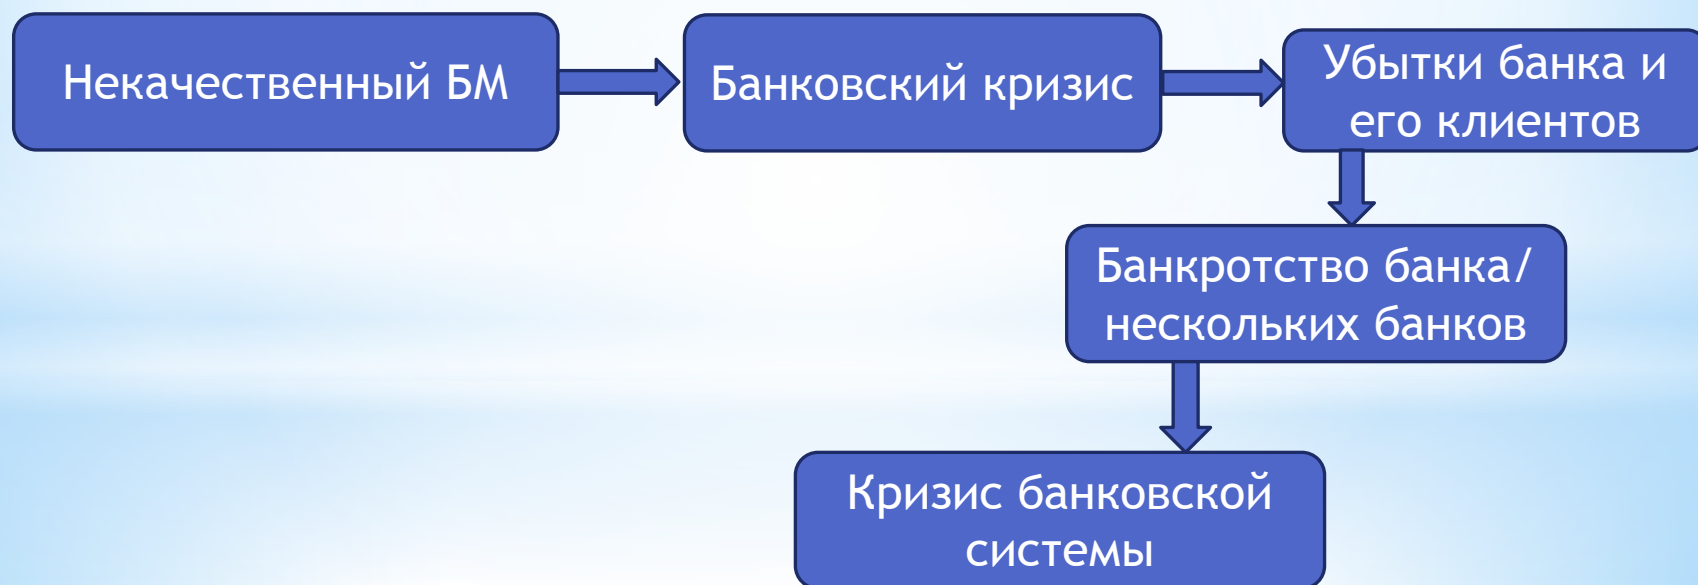 Некачественный БМ
Банковский кризис
Убытки банка и
его клиентов
Банкротство банка/
нескольких банков
Кризис банковской
системы